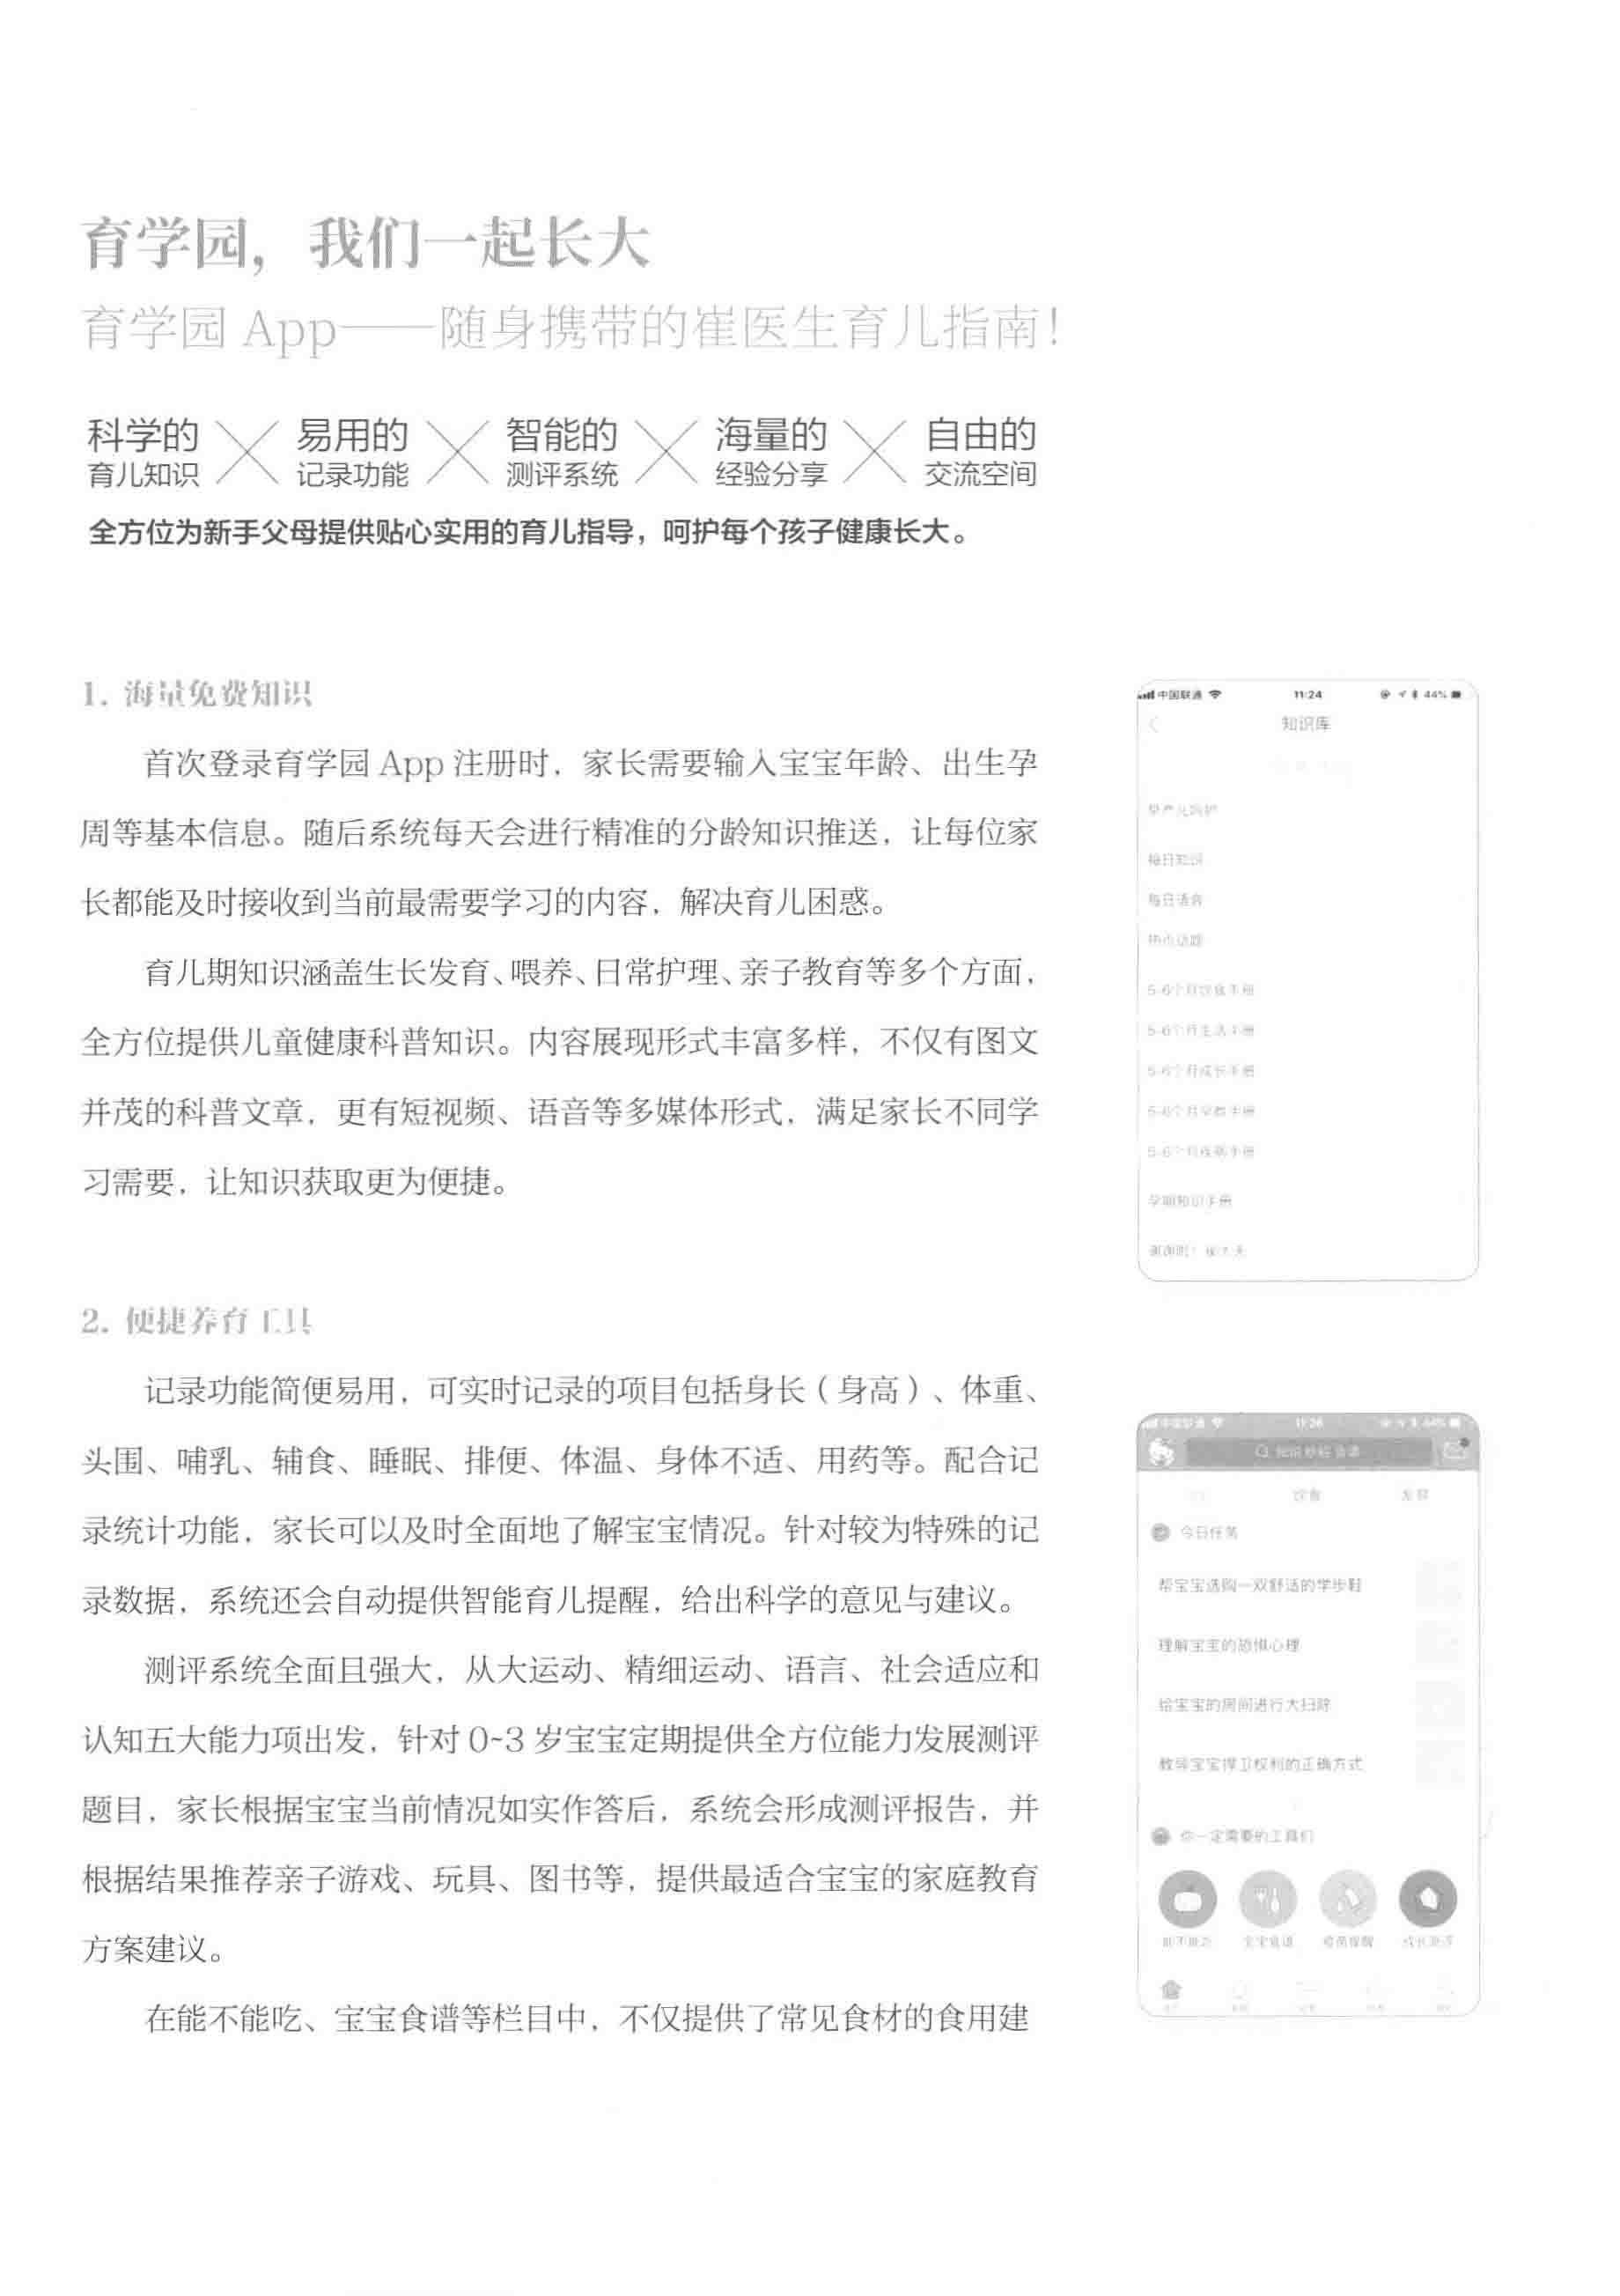 育学园，我们一起长大
育学园 App——随身携带的崔医生育儿指南！
科学的 易用的 智能的 海量的 自由的
育儿知识 记录功能 测评系统 经验分享 交流空间
全方位为新手父母提供贴心实用的育儿指导，呵护每个孩子健康长大。
1. 海量免费知识
首次登录育学园 App 注册时，家长需要输入宝宝年龄、出生孕
周等基本信息。随后系统每天会进行精准的分龄知识推送，让每位家
长都能及时接收到当前最需要学习的内容，解决育儿困惑。
育儿期知识涵盖生长发育、喂养、日常护理、亲子教育等多个方面，
全方位提供儿童健康科普知识。内容展现形式丰富多样，不仅有图文
并茂的科普文章，更有短视频、语音等多媒体形式，满足家长不同学
习需要，让知识获取更为便捷。
2. 便捷养育工具
记录功能简便易用，可实时记录的项目包括身长（身高）、体重、
头围、哺乳、辅食、睡眠、排便、体温、身体不适、用药等。配合记
录统计功能，家长可以及时全面地了解宝宝情况。针对较为特殊的记
录数据，系统还会自动提供智能育儿提醒，给出科学的意见与建议。
测评系统全面且强大，从大运动、精细运动、语言、社会适应和
认知五大能力项出发，针对 0~3 岁宝宝定期提供全方位能力发展测评
题目，家长根据宝宝当前情况如实作答后，系统会形成测评报告，并
根据结果推荐亲子游戏、玩具、图书等，提供最适合宝宝的家庭教育
方案建议。
在能不能吃、宝宝食谱等栏目中，不仅提供了常见食材的食用建
中国联通 11:24 44%
知识库
每日知识
每日语音
5-6个月饮食手册
5-6个月生活手册
5-6个月成长手册
5-6个月疾病手册
孕期知识手册
中国联通 11:26 44%
饮食 发育
今日任务
帮宝宝选购一双舒适的学步鞋
理解宝宝的恐惧心理
给宝宝的房间进行大扫除
教导宝宝捍卫权利的正确方式
你一定需要的工具们
能不能吃 宝宝食谱 疫苗提醒 成长测评